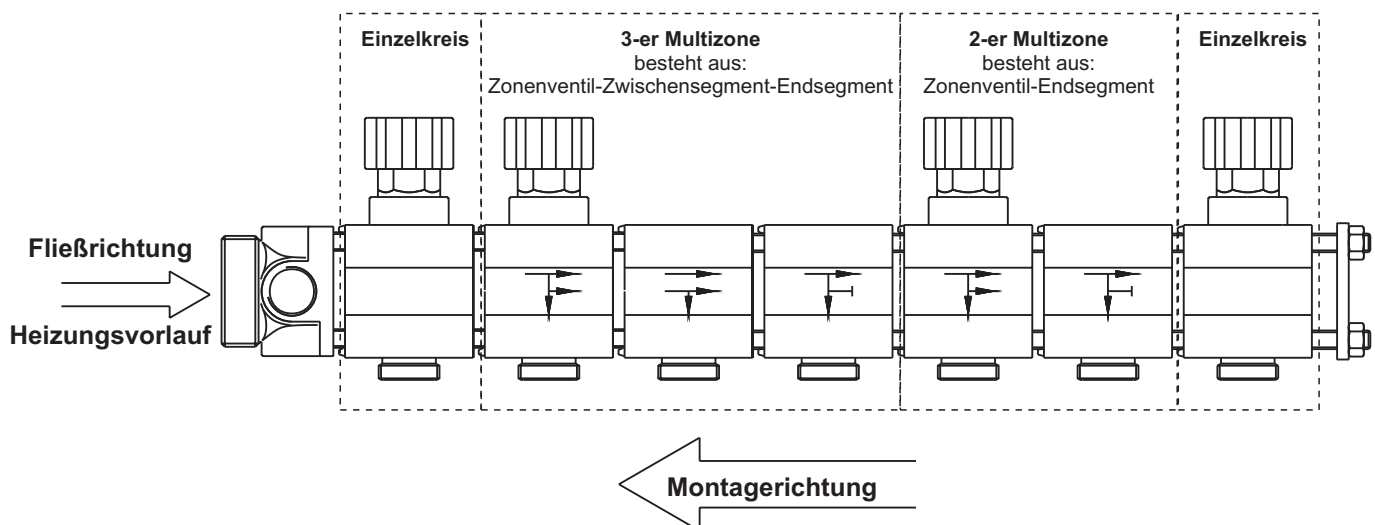 Einzelkreis
3-er Multizone
besteht aus:
Zonenventil-Zwischensegment-Endsegment
2-er Multizone
besteht aus:
Zonenventil-Endsegment
Einzelkreis
Fließrichtung
Heizungsvorlauf
Montagerichtung